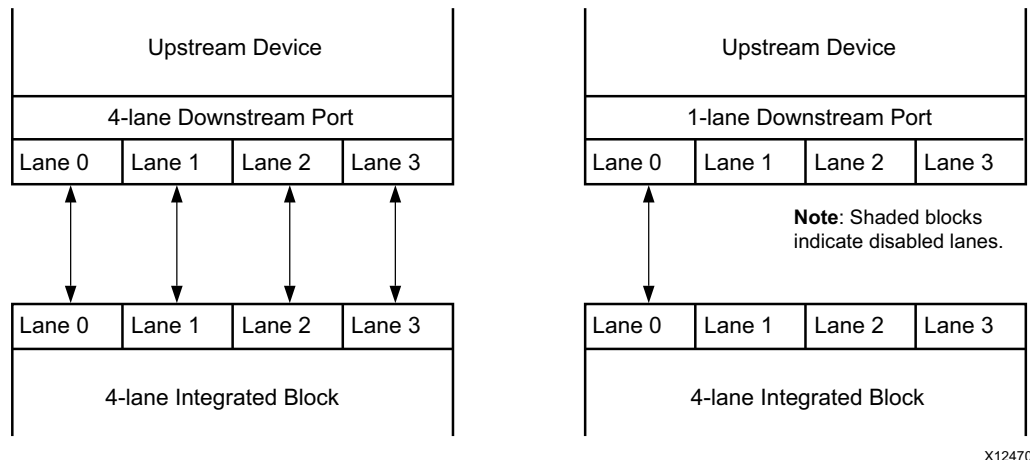 Upstream Device
4-lane Downstream Port
Lane 0 Lane 1 Lane 2 Lane 3
Lane 0 Lane 1 Lane 2 Lane 3
4-lane Integrated Block
Upstream Device
1-lane Downstream Port
Lane 0 Lane 1 Lane 2 Lane 3
Note: Shaded blocks
indicate disabled lanes.
Lane 0 Lane 1 Lane 2 Lane 3
4-lane Integrated Block
X12470